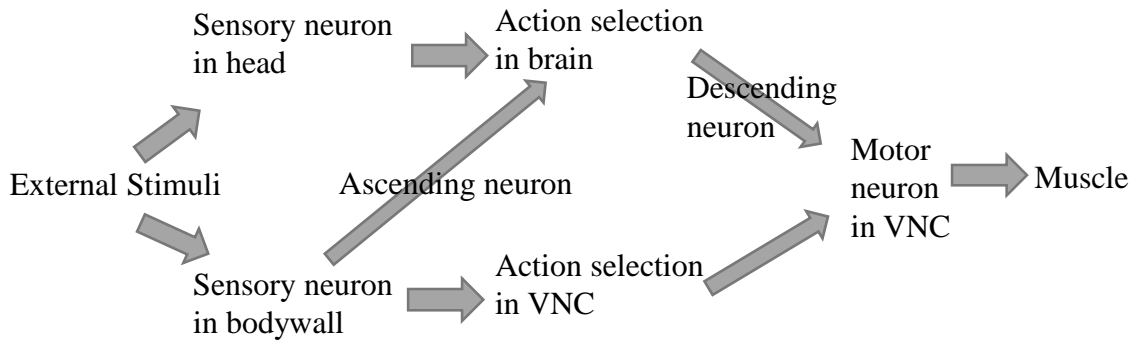 Sensory neuron
in head
Action selection
in brain
Descending
neuron
External Stimuli
Ascending neuron
Motor
neuron
in VNC
Muscle
Sensory neuron
in bodywall
Action selection
in VNC